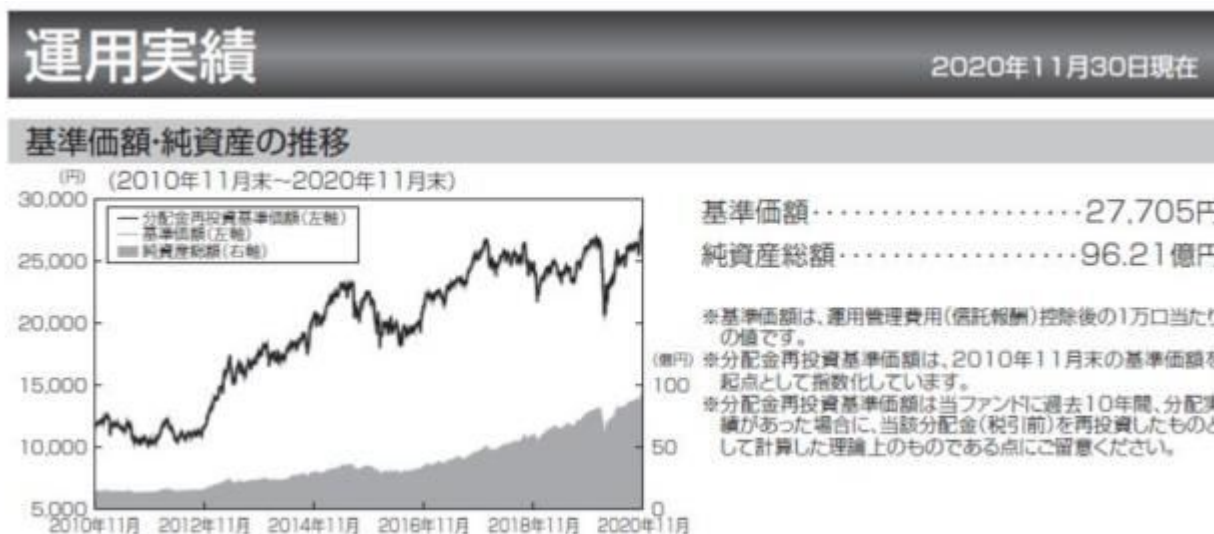 運用実績
2020年11月30日現在
基準価額・純資産の推移
(円) (2010年11月末～2020年11月末)
30,000
25,000
20,000
15,000
10,000
5,000
分配金再投資基準価額(左軸)
基準価額(左軸)
純資産総額(右軸)
(億円)
100
50
0
2010年11月 2012年11月 2014年11月 2016年11月 2018年11月 2020年11月
基準価額・・・・・・・・・・・・・・・・・・・・27,705円
純資産総額・・・・・・・・・・・・・・・・・・96.21億円
※基準価額は、運用管理費用(信託報酬)控除後の1万口当たり
の値です。
※分配金再投資基準価額は、2010年11月末の基準価額を
起点として指数化しています。
※分配金再投資基準価額は当ファンドに過去10年間、分配実
績があった場合に、当該分配金(税引前)を再投資したものと
して計算した理論上のものである点にご留意ください。